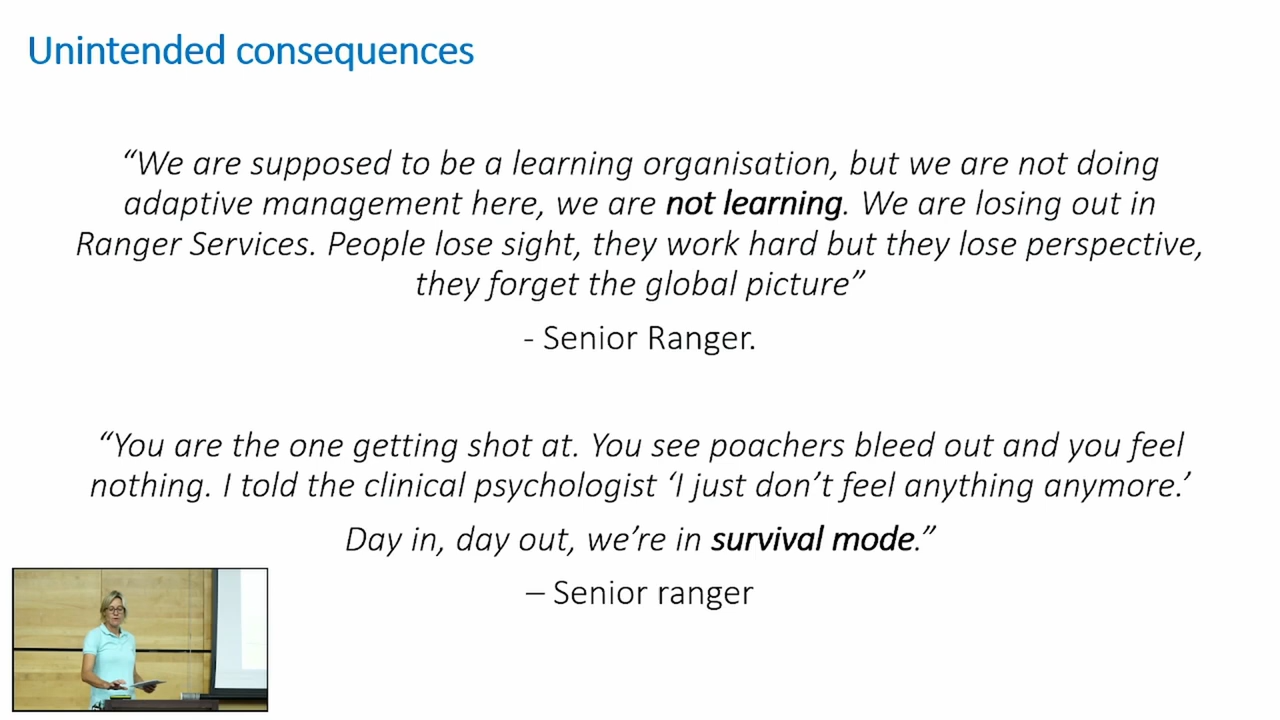 Unintended consequences
“We are supposed to be a learning organisation, but we are not doing
adaptive management here, we are not learning. We are losing out in
Ranger Services. People lose sight, they work hard but they lose perspective,
they forget the global picture”
- Senior Ranger.
“You are the one getting shot at. You see poachers bleed out and you feel
nothing. I told the clinical psychologist ‘I just don’t feel anything anymore.’
Day in, day out, we’re in survival mode.”
– Senior ranger